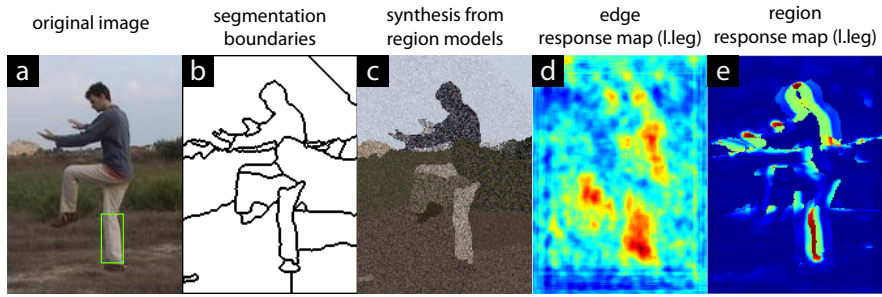 original image
segmentation
boundaries
synthesis from
region models
edge
response map (l.leg)
region
response map (l.leg)
a
b
c
d
e